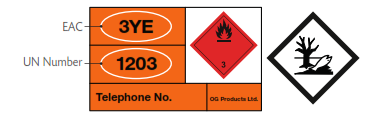 EAC
3YE
UN Number
1203
3
Telephone No.
OG Products Ltd.